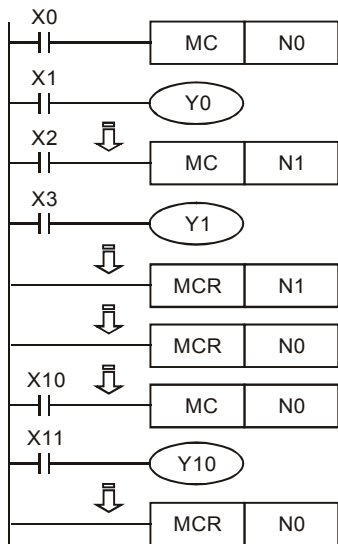 X0
MC N0
X1
Y0
X2
MC N1
X3
Y1
MCR N1
MCR N0
X10
MC N0
X11
Y10
MCR N0